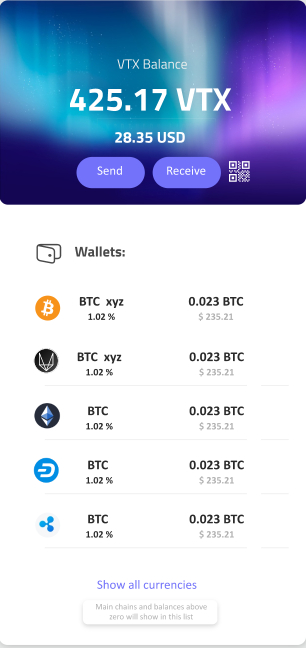 VTX Balance
425.17 VTX
28.35 USD
Send Receive
Wallets:
BTC xyz 0.023 BTC
1.02 % $ 235.21
BTC xyz 0.023 BTC
1.02 % $ 235.21
BTC 0.023 BTC
1.02 % $ 235.21
BTC 0.023 BTC
1.02 % $ 235.21
BTC 0.023 BTC
1.02 % $ 235.21
Show all currencies
Main chains and balances above
zero will show in this list